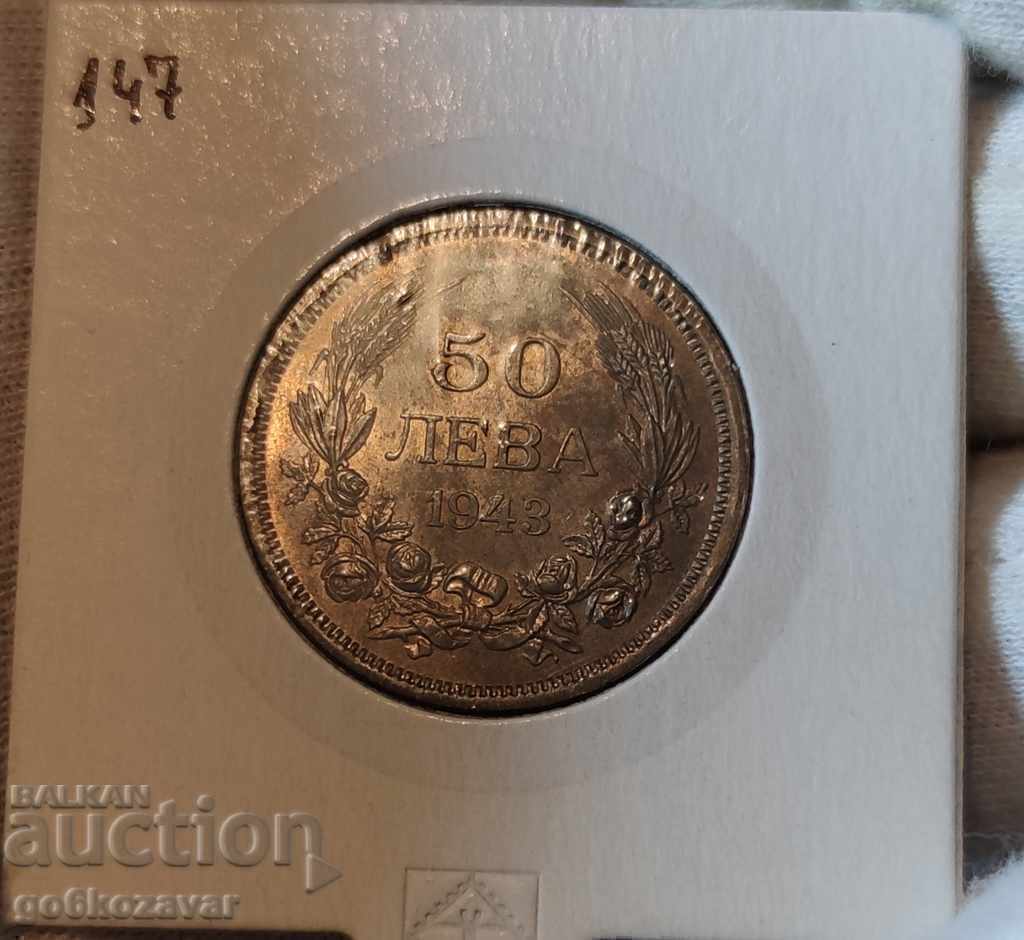 147
50
ЛЕВА
1943
BALKAN
auction
go6kozavar